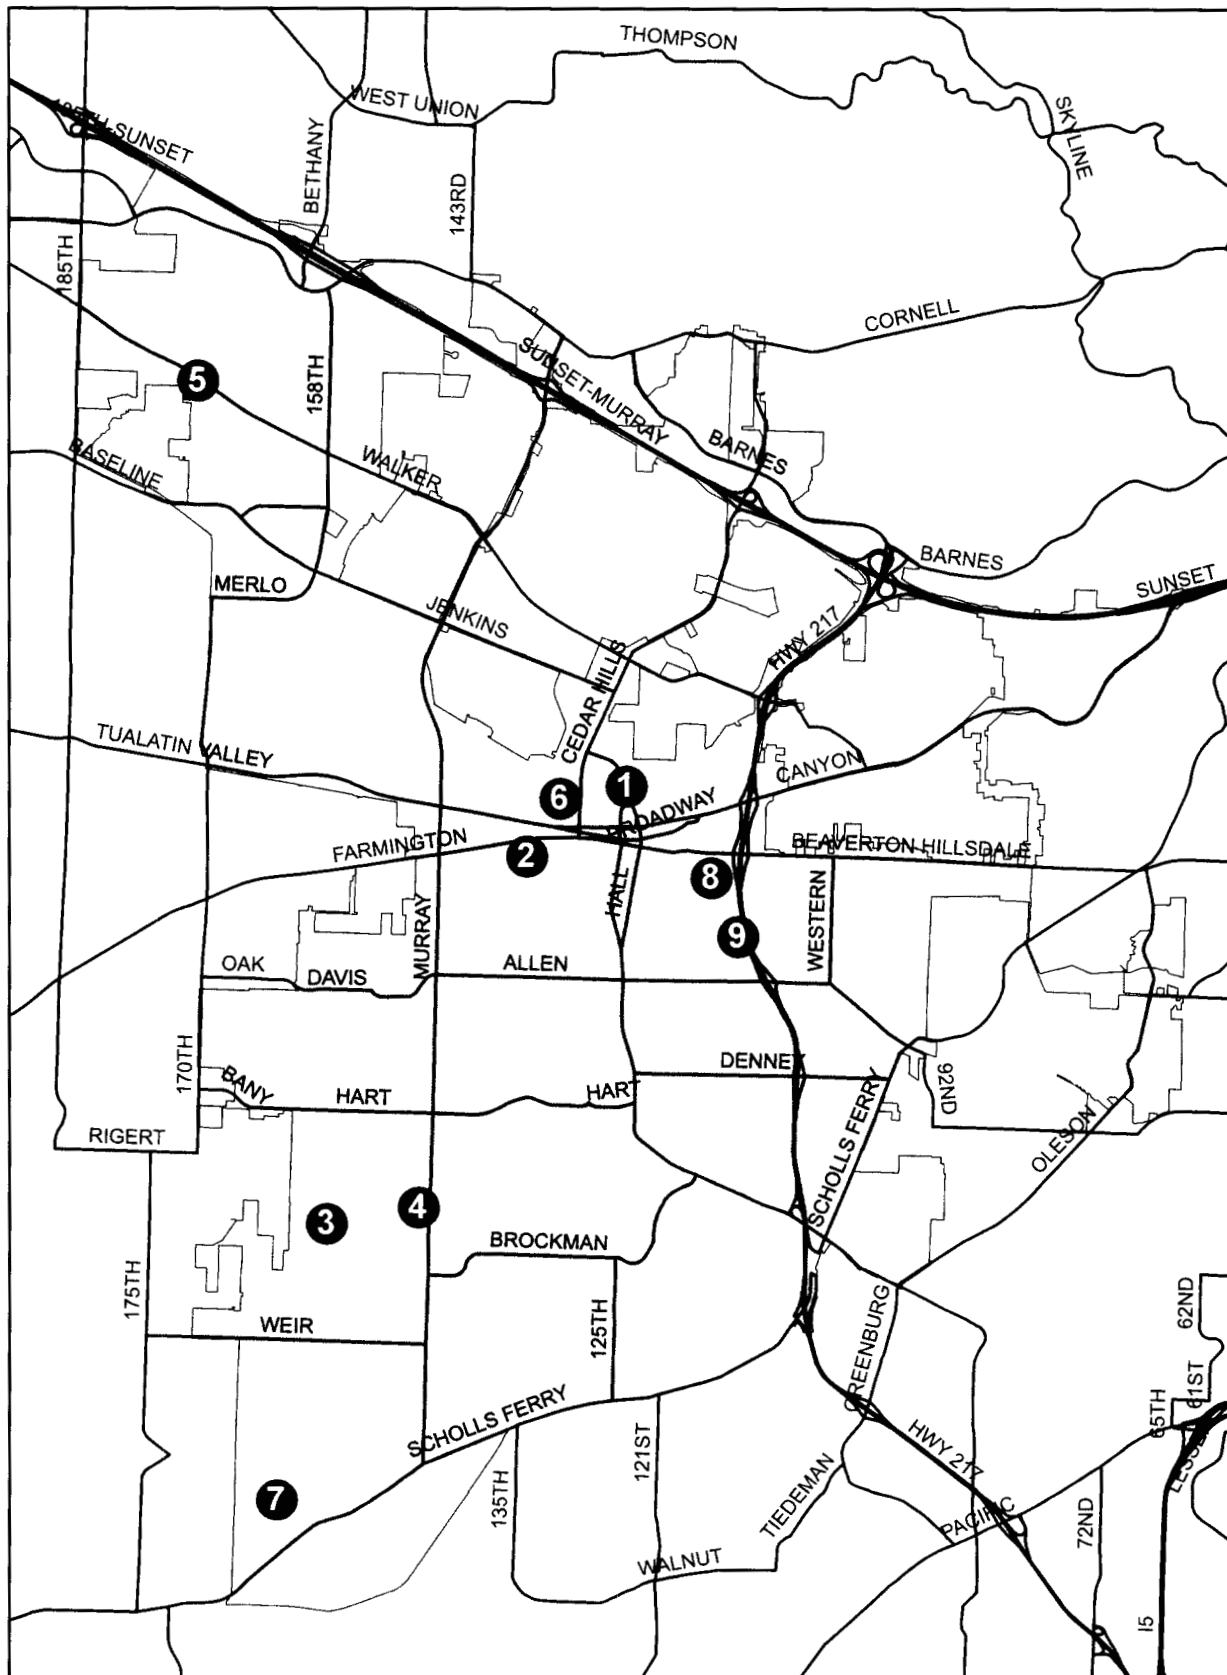 THOMPSON
WEST UNION
SKYLINE
185TH-SUNSET
BETHANY
143RD
185TH
CORNELL
5
158TH
SUNSET-MURRAY
BARNES
WALKER
BASELINE
BARNES
SUNSET
MERLO
JENKINS
HWY 217
CEDAR HILLS
TUALATIN VALLEY
CANYON
6
1
BROADWAY
FARMINGTON
2
BEAVERTON HILLSDALE
8
HALL
MURRAY
WESTERN
9
OAK
DAVIS
ALLEN
170TH
DENNEY
BANY
HART
HART
92ND
SCHOLLS FERRY
OLESON
RIGERT
3
4
BROCKMAN
175TH
WEIR
125TH
62ND
GREENBURG
61ST
65TH
SCHOLLS FERRY
121ST
HWY 217
7
135TH
TIEDEMAN
PACIFIC
72ND
WALNUT
I5